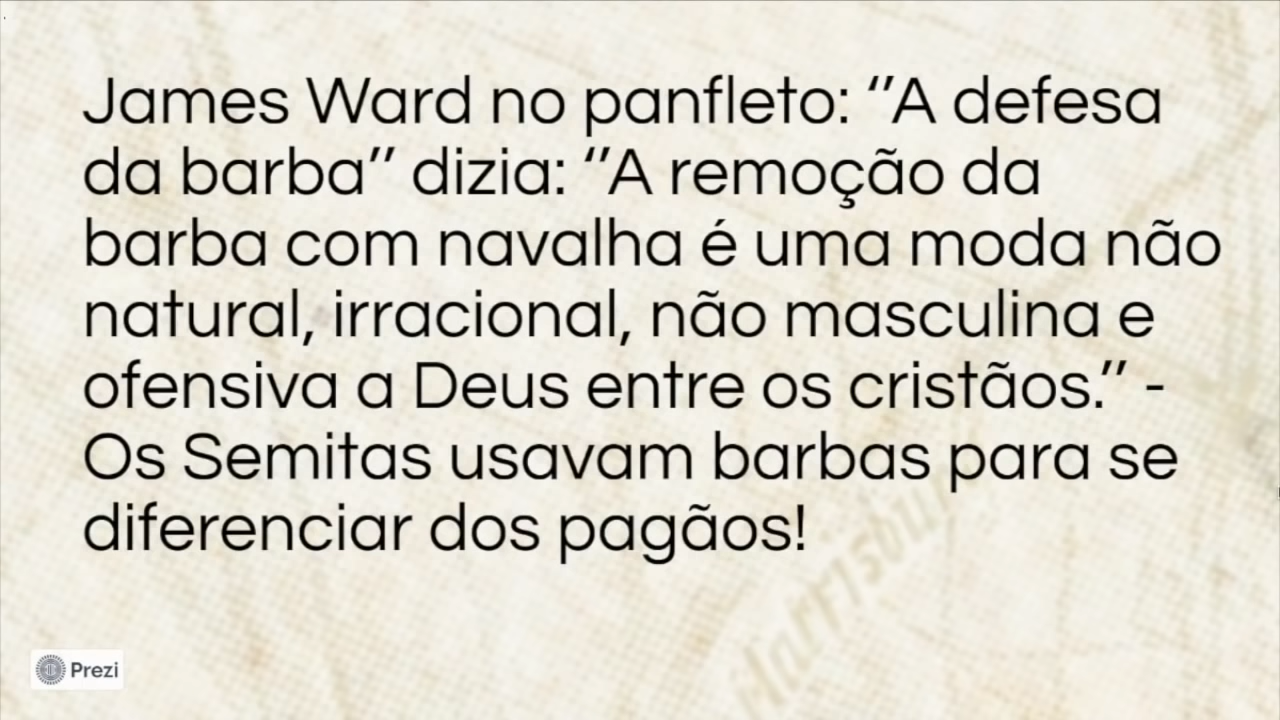 James Ward no panfleto: ‘’A defesa
da barba’’ dizia: ‘’A remoção da
barba com navalha é uma moda não
natural, irracional, não masculina e
ofensiva a Deus entre os cristãos.’’ -
Os Semitas usavam barbas para se
diferenciar dos pagãos!
Prezi